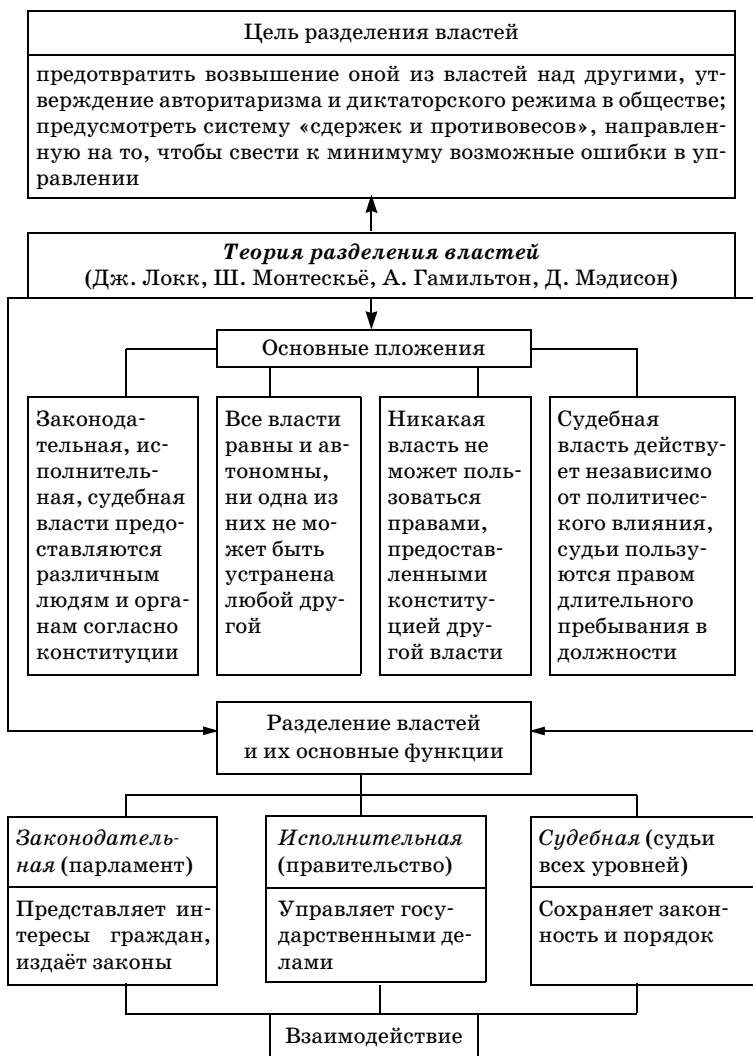 Цель разделения властей
предотвратить возвышение оной из властей над другими, ут-
верждение авторитаризма и диктаторского режима в обществе;
предусмотреть систему «сдержек и противовесов», направлен-
ную на то, чтобы свести к минимуму возможные ошибки в уп-
равлении
Теория разделения властей
(Дж. Локк, Ш. Монтескьё, А. Гамильтон, Д. Мэдисон)
Основные пложения
Законода-
тельная, ис-
полнитель-
ная, судебная
власти предо-
ставляются
различным
людям и орга-
нам согласно
конституции
Все власти
равны и ав-
тономны,
ни одна из
них не мо-
жет быть
устранена
любой дру-
гой
Никакая
власть не
может поль-
зоваться
правами,
предостав-
ленными
конститу-
цией дру-
гой власти
Судебная
власть действу-
ет независимо
от политичес-
кого влияния,
судьи пользу-
ются правом
длительного
пребывания в
должности
Разделение властей
и их основные функции
Законодатель-
ная (парламент)
Представляет ин-
тересы граждан,
издаёт законы
Исполнительная
(правительство)
Управляет госу-
дарственными де-
лами
Судебная (судьи
всех уровней)
Сохраняет закон-
ность и порядок
Взаимодействие